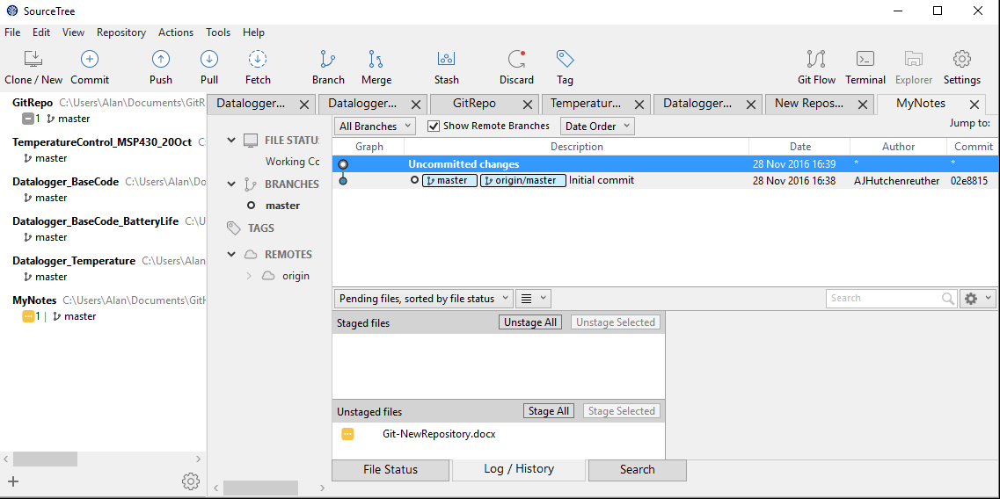 SourceTree
File Edit View Repository Actions Tools Help
Clone / New Commit Push Pull Fetch Branch Merge Stash Discard Tag Git Flow Terminal Explorer Settings
GitRepo C:\Users\Alan\Documents\GitRepo
1 master
TemperatureControl_MSP430_20Oct C:
master
Datalogger_BaseCode C:\Users\Alan\Do
master
Datalogger_BaseCode_BatteryLife C:\U
master
Datalogger_Temperature C:\Users\Alan
master
MyNotes C:\Users\Alan\Documents\GitH
1 | master
Datalogger... Datalogger... GitRepo Temperatur... Datalogger... New Repos... MyNotes
FILE STATU
Working Co
BRANCHES
master
TAGS
REMOTES
origin
All Branches Show Remote Branches Date Order Jump to:
Graph Description Date Author Commit
Uncommitted changes 28 Nov 2016 16:39 * *
master origin/master Initial commit 28 Nov 2016 16:38 AJHutchenreuther 02e8815
Pending files, sorted by file status Search
Staged files Unstage All Unstage Selected
Unstaged files Stage All Stage Selected
Git-NewRepository.docx
File Status Log / History Search